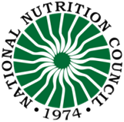 NATIONAL NUTRITION COUNCIL
· 1974 ·